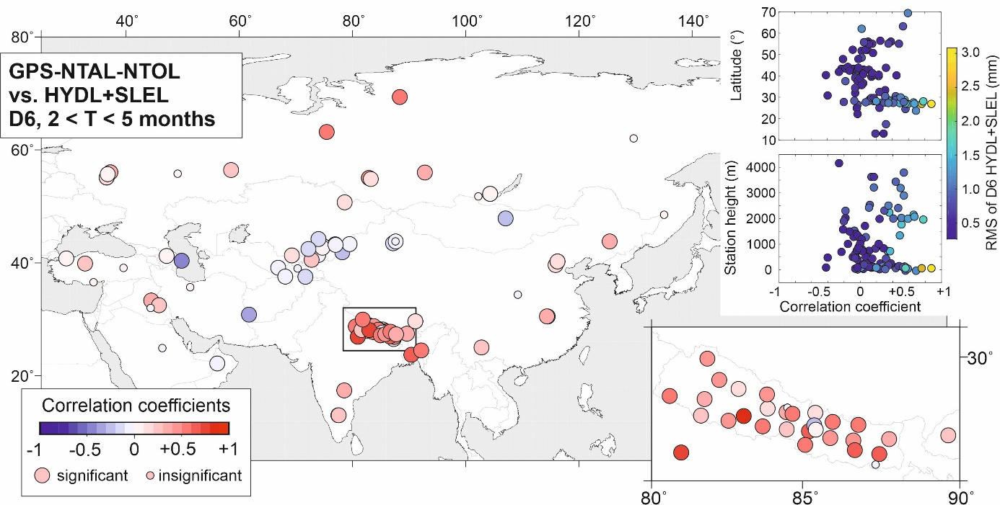 40° 60° 80° 100° 120° 140°
80°
60°
40°
20°
GPS-NTAL-NTOL
vs. HYDL+SLEL
D6, 2 < T < 5 months
Correlation coefficients
-1 -0.5 0 +0.5 +1
significant insignificant
70
60
50
40
30
20
10
Latitude (°)
4000
3000
2000
1000
0
Station height (m)
-1 -0.5 0 +0.5 +1
Correlation coefficient
3.0
2.5
2.0
1.5
1.0
0.5
RMS of D6 HYDL+SLEL (mm)
30°
80° 85° 90°